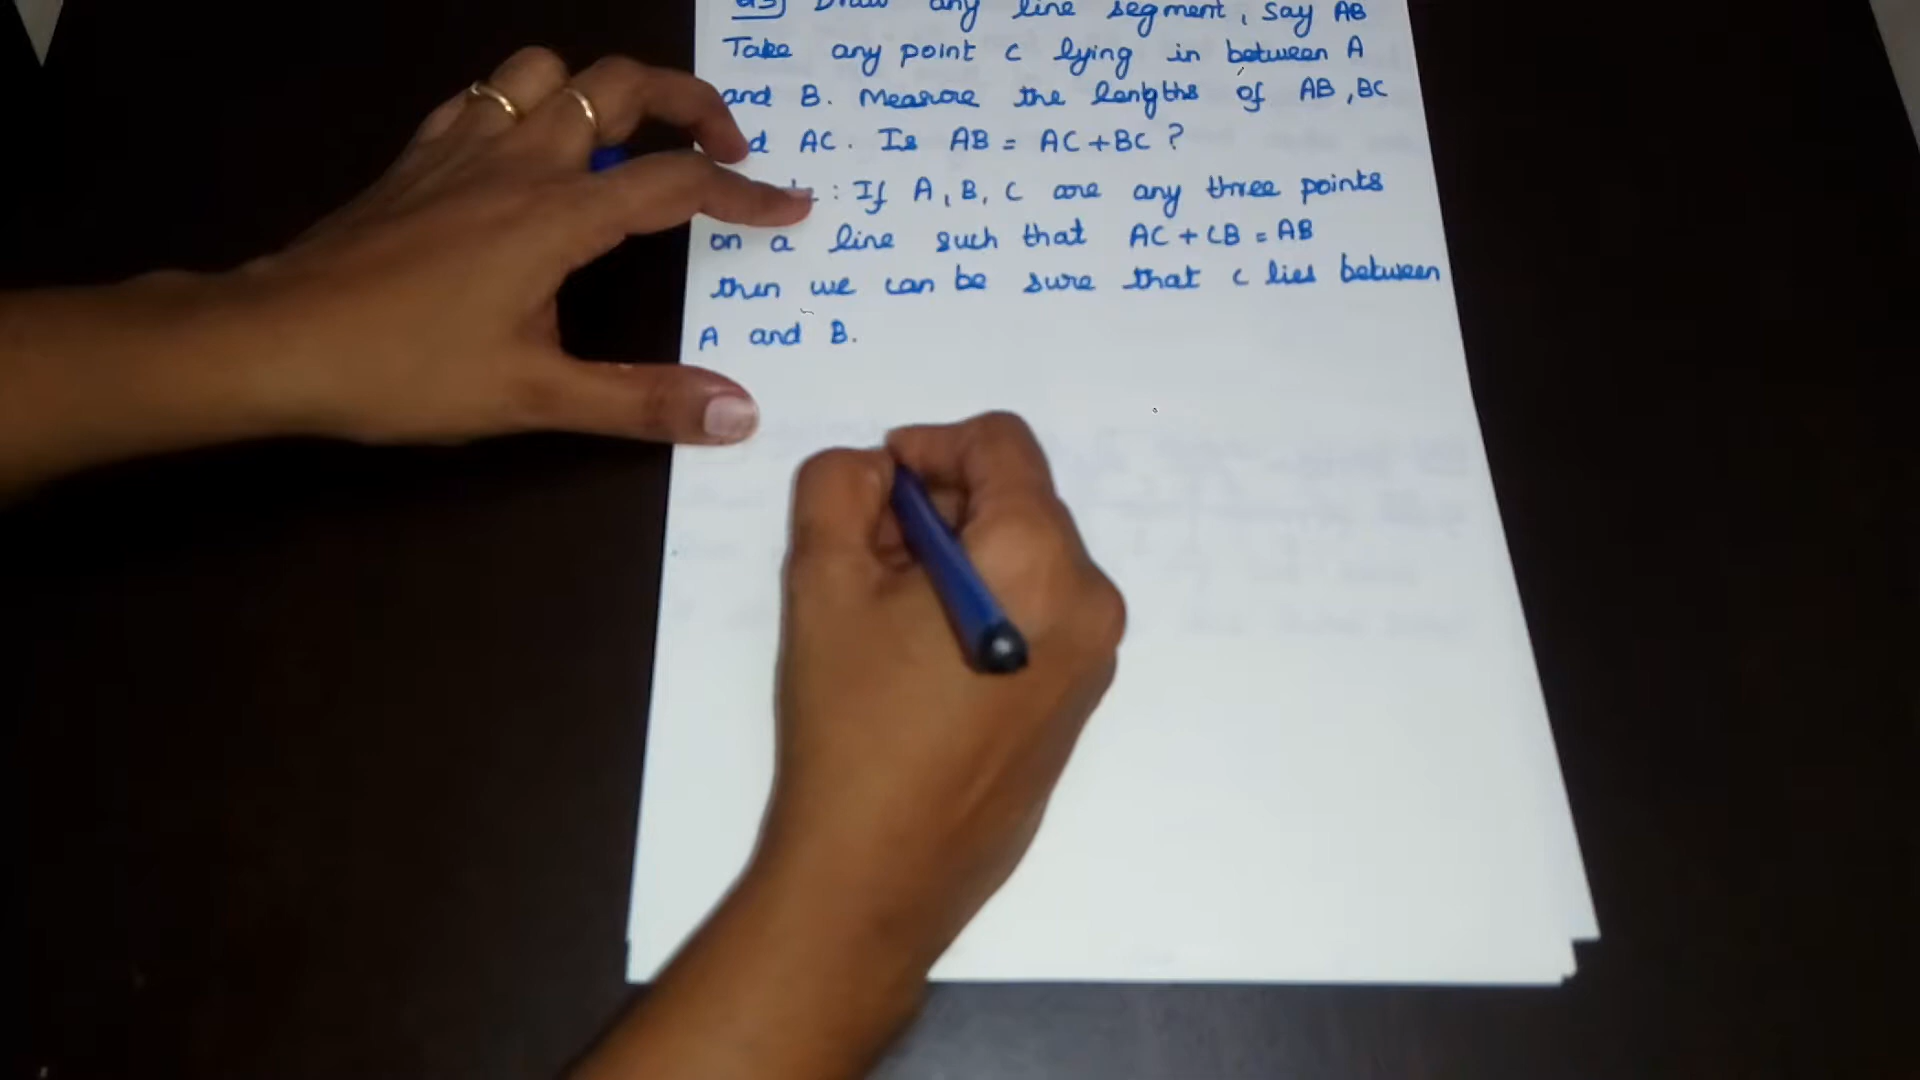 Draw any line segment, say AB
Take any point C lying in between A
and B. Measure the lengths of AB, BC
AC. Is AB = AC + BC ?
: If A, B, C are any three points
on a line such that AC + CB = AB
then we can be sure that C lies between
A and B.